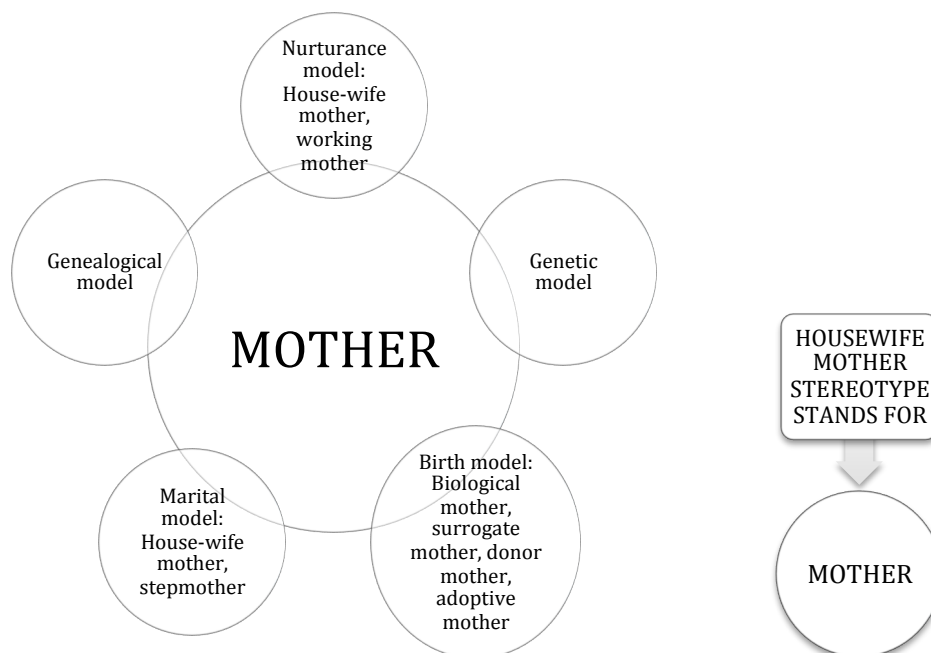 Nurturance
model:
House-wife
mother,
working
mother
Genealogical
model
Genetic
model
MOTHER
Marital
model:
House-wife
mother,
stepmother
Birth model:
Biological
mother,
surrogate
mother, donor
mother,
adoptive
mother
HOUSEWIFE
MOTHER
STEREOTYPE
STANDS FOR
MOTHER